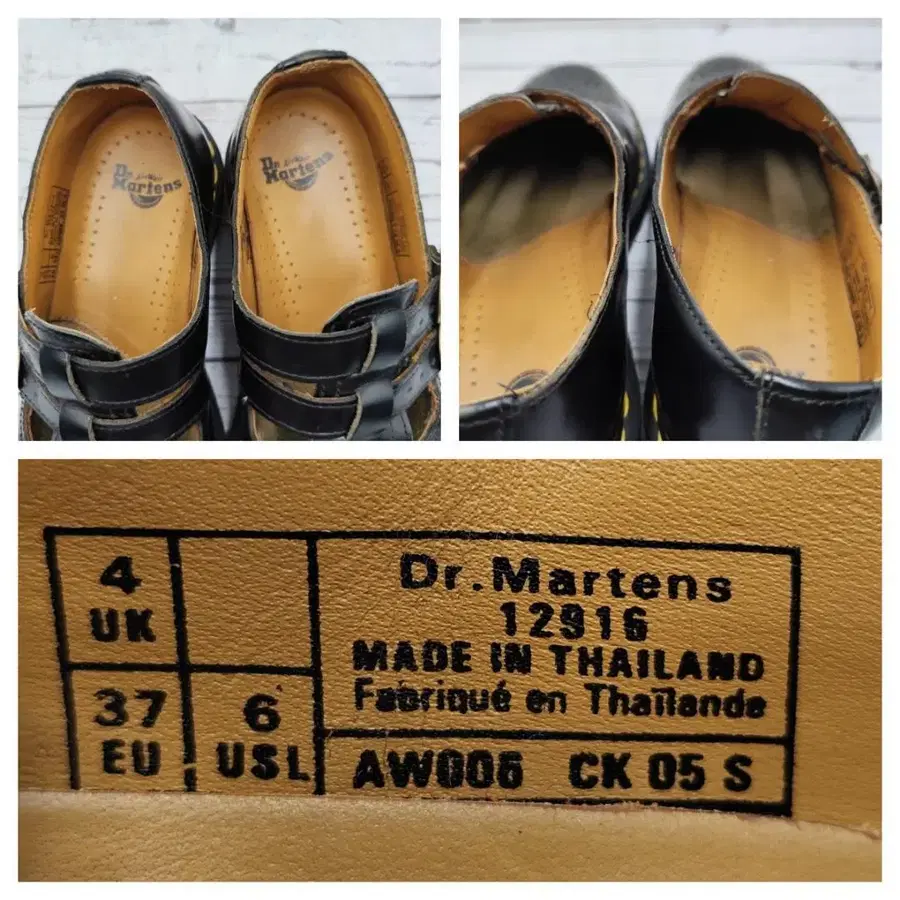 Dr.
Martens
Dr.
Martens
4
UK
37
EU
6
USL
Dr. Martens
12916
MADE IN THAILAND
Fabriqué en Thaïlande
AW006 CK 05 S